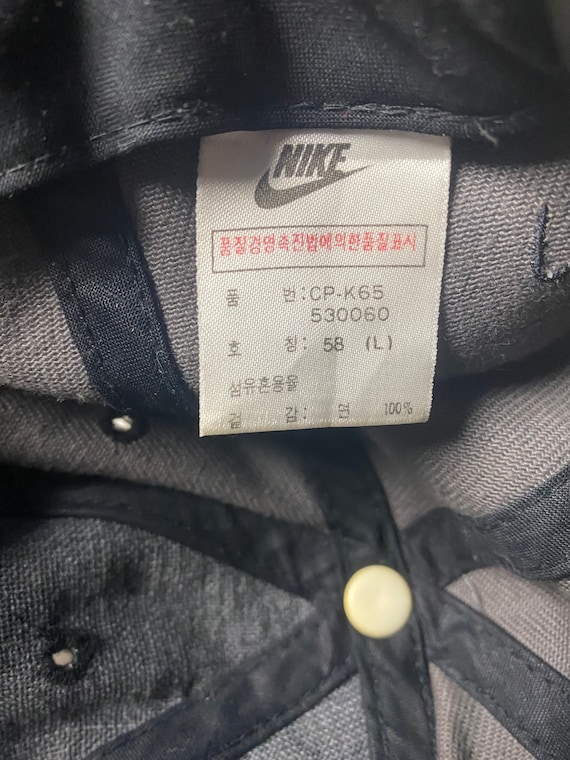 NIKE
품질경영촉진법에의한품질표시
품 번:CP-K65
530060
호 칭: 58 (L)
섬유혼용율
겉 감: 면 100%